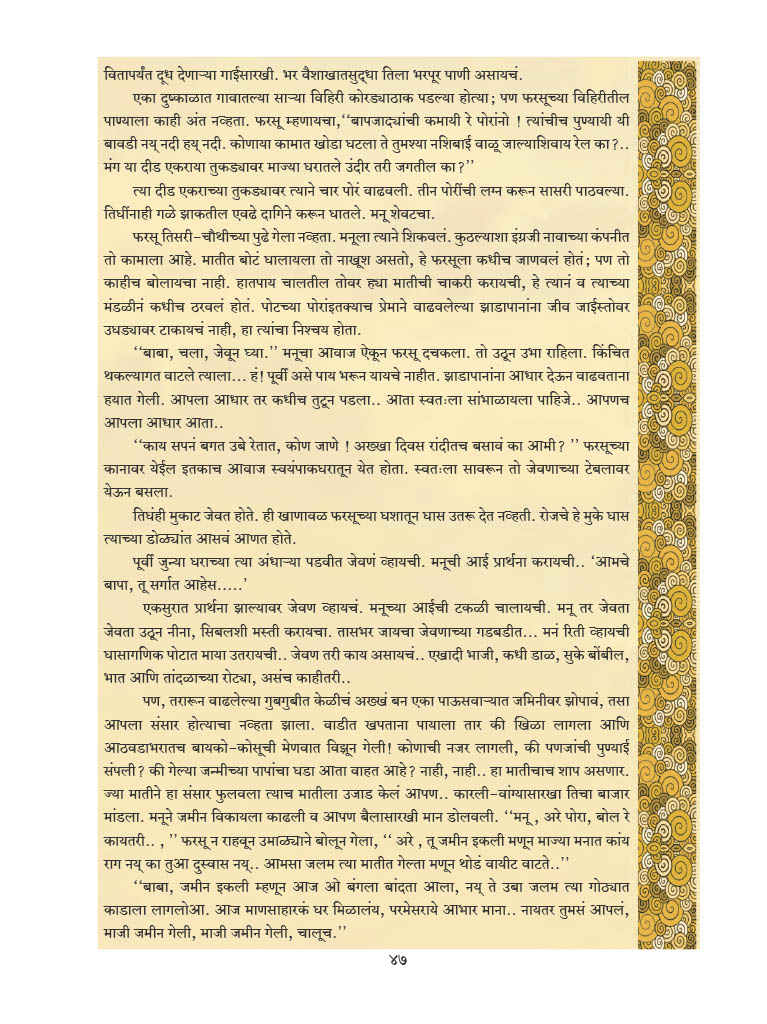 वितापर्यंत दूध देणाऱ्या गाईसारखी. भर वैशाखातसुद्धा तिला भरपूर पाणी असायचं.
एका दुष्काळात गावातल्या साऱ्या विहिरी कोरड्याठाक पडल्या होत्या; पण फरसूच्या विहिरीतील
पाण्याला काही अंत नव्हता. फरसू म्हणायचा,‘‘बापजाद्यांची कमायी रे पोरांनो ! त्यांचीच पुण्यायी यी
बावडी नय् नदी हय् नदी. कोणाया कामात खोडा घटला ते तुमश्या नशिबाई वाळू जाल्याशिवाय रेल का?..
मंग या दीड एकराया तुकड्यावर माज्या घरातले उंदीर तरी जगतील का?’’
त्या दीड एकराच्या तुकड्यावर त्याने चार पोरं वाढवली. तीन पोरींची लग्न करून सासरी पाठवल्या.
तिघींनाही गळे झाकतील एवढे दागिने करून घातले. मनू शेवटचा.
फरसू तिसरी-चौथीच्या पुढे गेला नव्हता. मनूला त्याने शिकवलं. कुठल्याशा इंग्रजी नावाच्या कंपनीत
तो कामाला आहे. मातीत बोटं घालायला तो नाखूश असतो, हे फरसूला कधीच जाणवलं होतं; पण तो
काहीच बोलायचा नाही. हातपाय चालतील तोवर ह्या मातीची चाकरी करायची, हे त्यानं व त्याच्या
मंडळीनं कधीच ठरवलं होतं. पोटच्या पोरांइतक्याच प्रेमाने वाढवलेल्या झाडापानांना जीव जाईस्तोवर
उघड्यावर टाकायचं नाही, हा त्यांचा निश्चय होता.
‘‘बाबा, चला, जेवून घ्या.’’ मनूचा आवाज ऐकून फरसू दचकला. तो उठून उभा राहिला. किंचित
थकल्यागत वाटले त्याला... हं! पूर्वी असे पाय भरून यायचे नाहीत. झाडापानांना आधार देऊन वाढवताना
हयात गेली. आपला आधार तर कधीच तुटून पडला.. आता स्वतःला सांभाळायला पाहिजे.. आपणच
आपला आधार आता..
‘‘काय सपनं बगत उबे रेतात, कोण जाणे ! अख्खा दिवस रांदीतच बसावं का आमी? ’’ फरसूच्या
कानावर येईल इतकाच आवाज स्वयंपाकघरातून येत होता. स्वतःला सावरून तो जेवणाच्या टेबलावर
येऊन बसला.
तिघंही मुकाट जेवत होते. ही खाणावळ फरसूच्या घशातून घास उतरू देत नव्हती. रोजचे हे मुके घास
त्याच्या डोळ्यांत आसवं आणत होते.
पूर्वी जुन्या घराच्या त्या अंधाऱ्या पडवीत जेवणं व्हायची. मनूची आई प्रार्थना करायची.. ‘आमचे
बापा, तू सर्गात आहेस.....’
एकसुरात प्रार्थना झाल्यावर जेवण व्हायचं. मनूच्या आईची टकळी चालायची. मनू तर जेवता
जेवता उठून नीना, सिबलशी मस्ती करायचा. तासभर जायचा जेवणाच्या गडबडीत... मनं रिती व्हायची
घासागणिक पोटात माया उतरायची.. जेवण तरी काय असायचं.. एखादी भाजी, कधी डाळ, सुके बोंबील,
भात आणि तांदळाच्या रोट्या, असंच काहीतरी..
पण, तरारून वाढलेल्या गुबगुबीत केळीचं अख्खं बन एका पाऊसवाऱ्यात जमिनीवर झोपावं, तसा
आपला संसार होत्याचा नव्हता झाला. वाडीत खपताना पायाला तार की खिळा लागला आणि
आठवडाभरातच बायको-कोसूची मेणवात विझून गेली! कोणाची नजर लागली, की पणजांची पुण्याई
संपली? की गेल्या जन्मीच्या पापांचा घडा आता वाहत आहे? नाही, नाही.. हा मातीचाच शाप असणार.
ज्या मातीने हा संसार फुलवला त्याच मातीला उजाड केलं आपण.. कारली-वांग्यासारखा तिचा बाजार
मांडला. मनूने जमीन विकायला काढली व आपण बैलासारखी मान डोलवली. ‘‘मनू , अरे पोरा, बोल रे
कायतरी.. , ’’ फरसू न राहवून उमाळ्याने बोलून गेला, ‘‘ अरे , तू जमीन इकली मणून माज्या मनात कांय
राग नय् का तुआ दुस्वास नय्.. आमसा जलम त्या मातीत गेल्ता मणून थोडं वायीट वाटते..’’
‘‘बाबा, जमीन इकली म्हणून आज ओ बंगला बांदता आला, नय् ते उबा जलम त्या गोठ्यात
काडाला लागलोआ. आज माणसाहारकं घर मिळालंय, परमेसराये आभार माना.. नायतर तुमसं आपलं,
माजी जमीन गेली, माजी जमीन गेली, चालूच.’’
४७